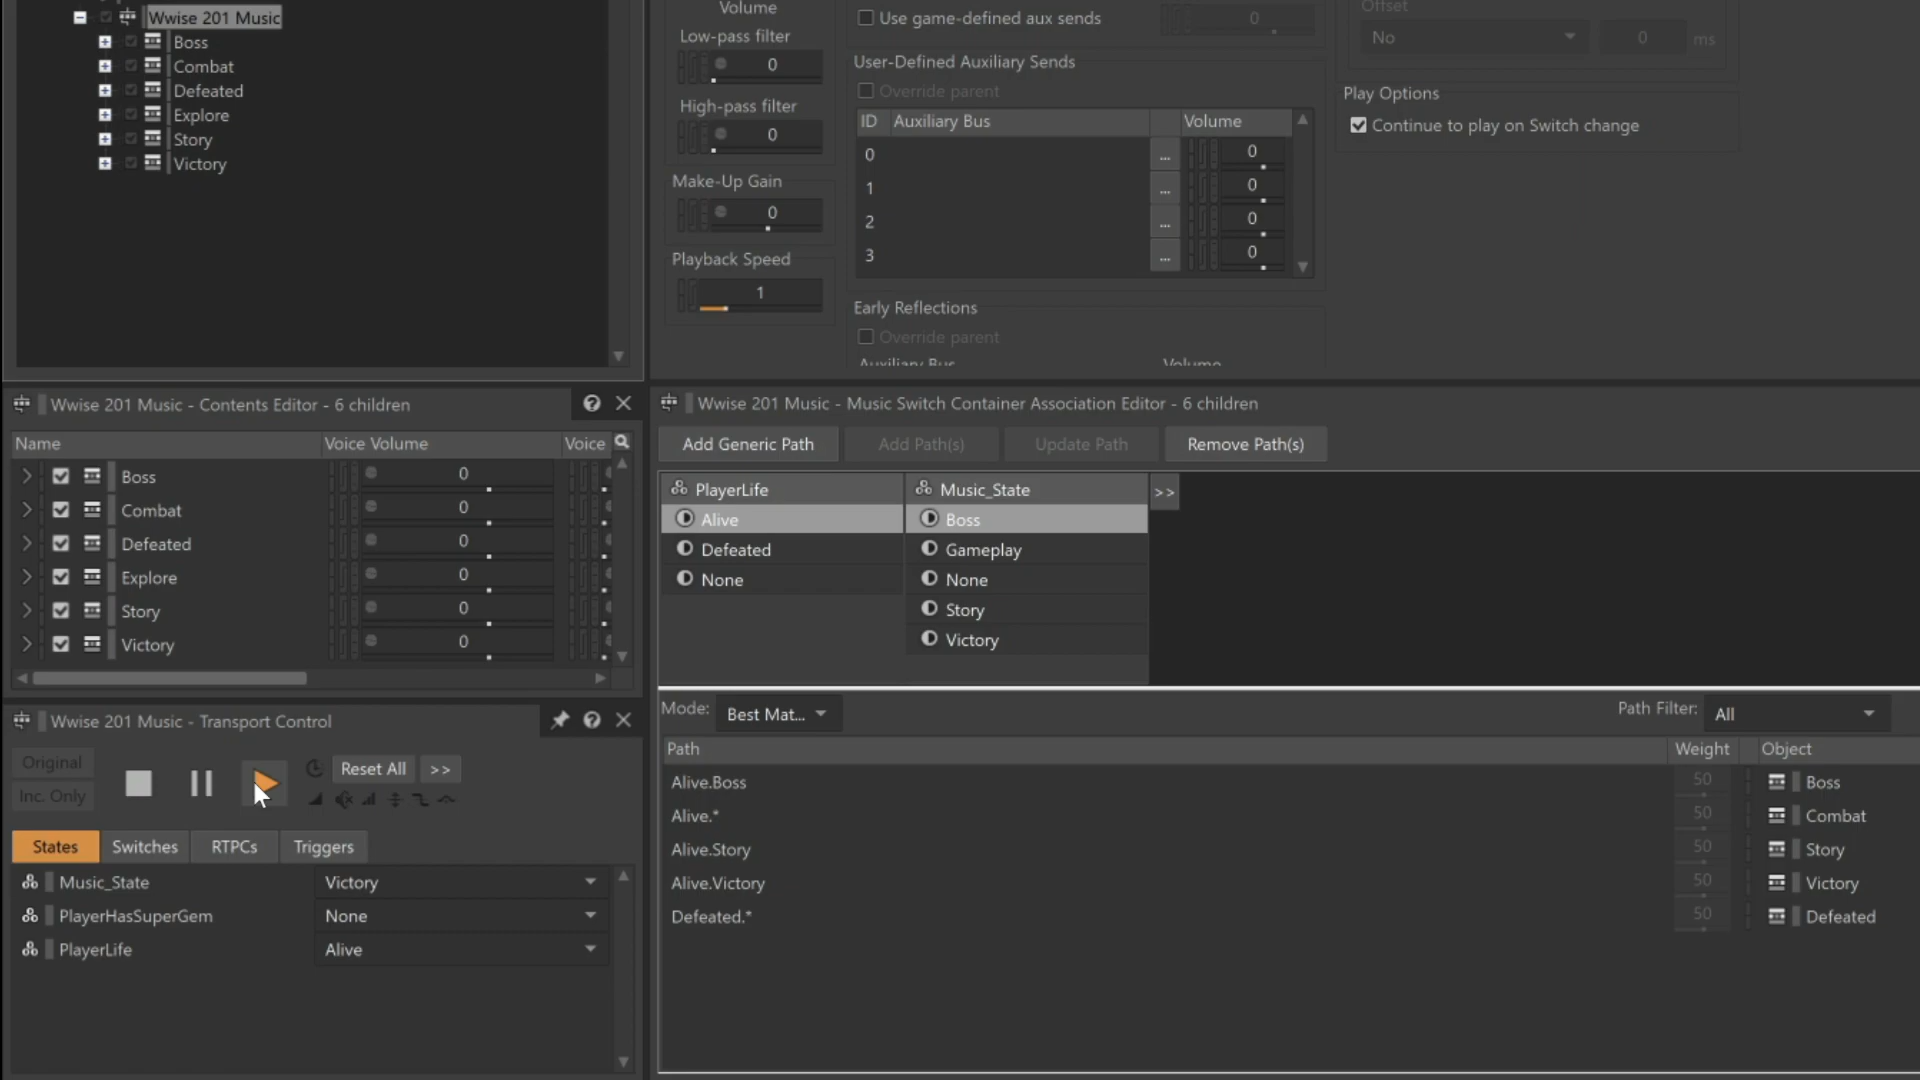 Wwise 201 Music
Boss
Combat
Defeated
Explore
Story
Victory
Volume
Low-pass filter
0
High-pass filter
0
Make-Up Gain
0
Playback Speed
1
Use game-defined aux sends
0
User-Defined Auxiliary Sends
Override parent
ID Auxiliary Bus Volume
0 ... 0
1 ... 0
2 ... 0
3 ... 0
Early Reflections
Override parent
Auxiliary Bus Volume
Offset
No 0 ms
Play Options
Continue to play on Switch change
Wwise 201 Music - Contents Editor - 6 children
Name Voice Volume Voice
Boss 0
Combat 0
Defeated 0
Explore 0
Story 0
Victory 0
Wwise 201 Music - Music Switch Container Association Editor - 6 children
Add Generic Path Add Path(s) Update Path Remove Path(s)
PlayerLife Music_State >>
Alive Boss
Defeated Gameplay
None None
Story
Victory
Mode: Best Mat... Path Filter: All
Path Weight Object
Alive.Boss 50 Boss
Alive.* 50 Combat
Alive.Story 50 Story
Alive.Victory 50 Victory
Defeated.* 50 Defeated
Wwise 201 Music - Transport Control
Original
Inc. Only
Reset All >>
States Switches RTPCs Triggers
Music_State Victory
PlayerHasSuperGem None
PlayerLife Alive